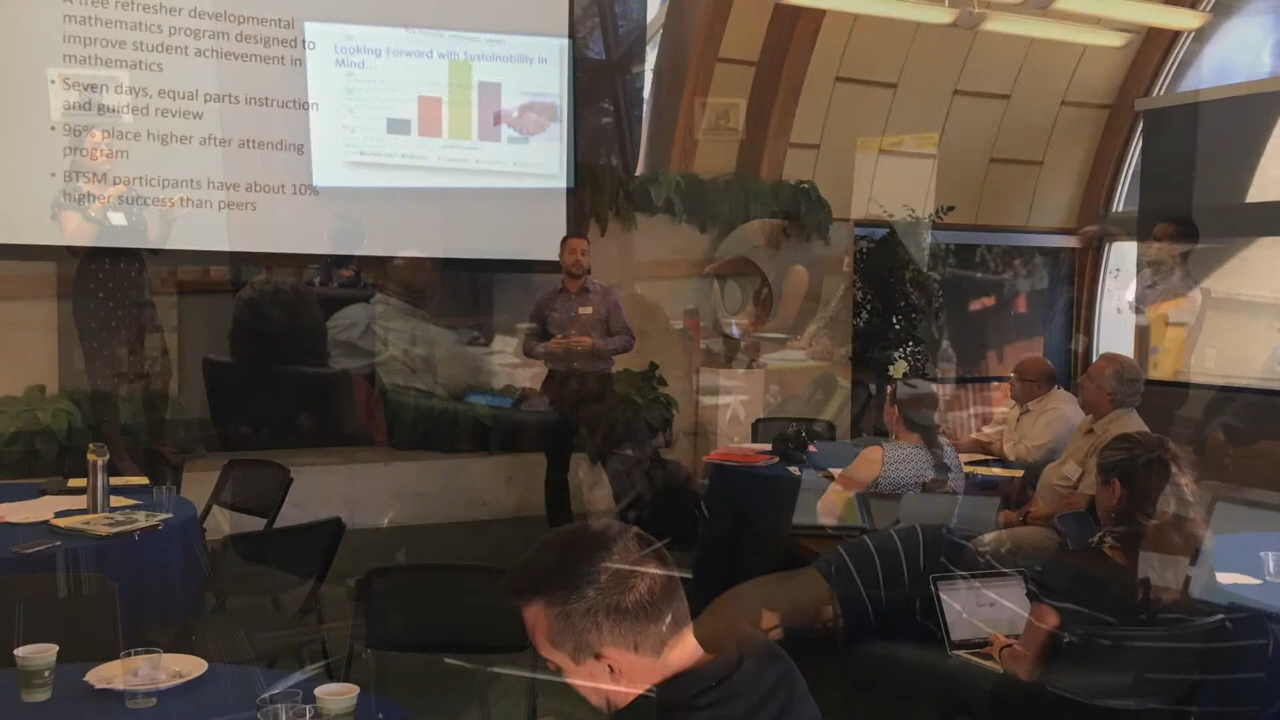 A free refresher developmental
mathematics program designed to
improve student achievement in
mathematics
• Seven days, equal parts instruction
and guided review
• 96% place higher after attending
program
• BTSM participants have about 10%
higher success than peers
Looking Forward with Sustainability In
Mind...
Google